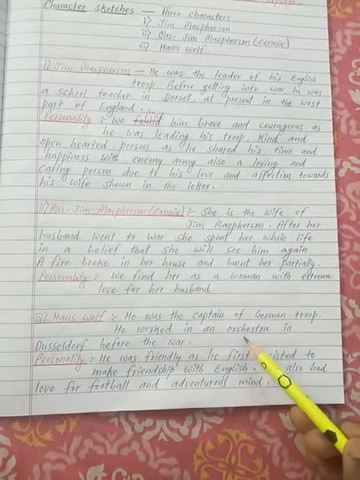 Character Sketches — three characters
i) Jim Macpherson
ii) Mrs. Jim Macpherson (Connie)
iii) Hans Wolf
i) Jim Macpherson — He was the leader of his English
troop. Before getting into war, he was
a school teacher in Dorset, at present in the west
part of England.
Personality :- We him brave and courageous as
he was leading his troop. Kind and
open hearted person as he shared his time and
happiness with enemy army also a loving and
caring person due to his love and affection towards
his wife shown in the letter.
ii) Mrs. Jim Macpherson (Connie) :- She is the wife of
Jim Macpherson. After her
husband went to war she spent her whole life
in a belief that she will see him again
A fire broke in her house and burnt her partially.
Personality :- We find her as a woman with extreme
love for her husband.
iii) Hans Wolf :- He was the captain of German troop.
He worked in an orchestra in
Dusseldorf before the war.
Personality :- He was friendly as he first to
make friendship with English. also had
love for football and adventurous mind.